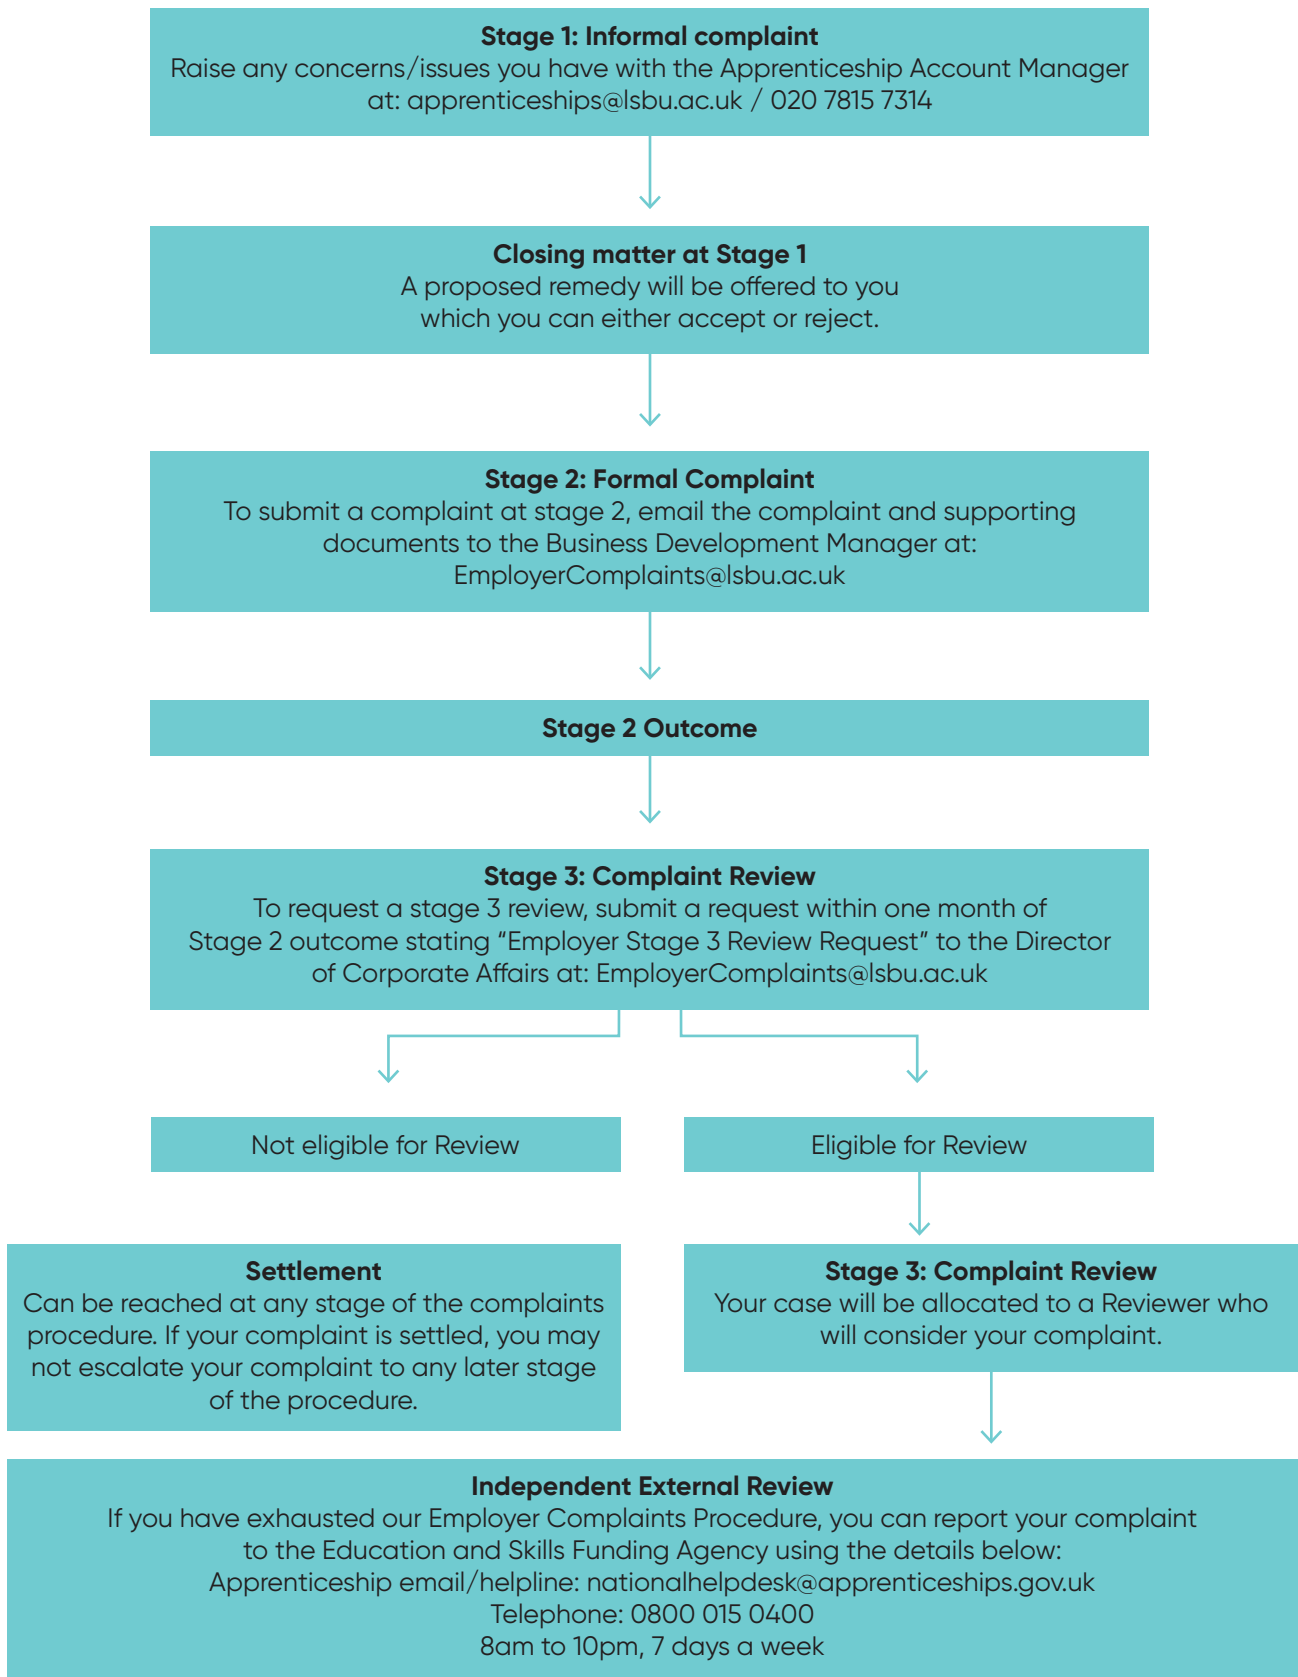 Stage 1: Informal complaint
Raise any concerns/issues you have with the Apprenticeship Account Manager
at: apprenticeships@lsbu.ac.uk / 020 7815 7314
Closing matter at Stage 1
A proposed remedy will be offered to you
which you can either accept or reject.
Stage 2: Formal Complaint
To submit a complaint at stage 2, email the complaint and supporting
documents to the Business Development Manager at:
EmployerComplaints@lsbu.ac.uk
Stage 2 Outcome
Stage 3: Complaint Review
To request a stage 3 review, submit a request within one month of
Stage 2 outcome stating “Employer Stage 3 Review Request” to the Director
of Corporate Affairs at: EmployerComplaints@lsbu.ac.uk
Not eligible for Review
Eligible for Review
Settlement
Can be reached at any stage of the complaints
procedure. If your complaint is settled, you may
not escalate your complaint to any later stage
of the procedure.
Stage 3: Complaint Review
Your case will be allocated to a Reviewer who
will consider your complaint.
Independent External Review
If you have exhausted our Employer Complaints Procedure, you can report your complaint
to the Education and Skills Funding Agency using the details below:
Apprenticeship email/helpline: nationalhelpdesk@apprenticeships.gov.uk
Telephone: 0800 015 0400
8am to 10pm, 7 days a week